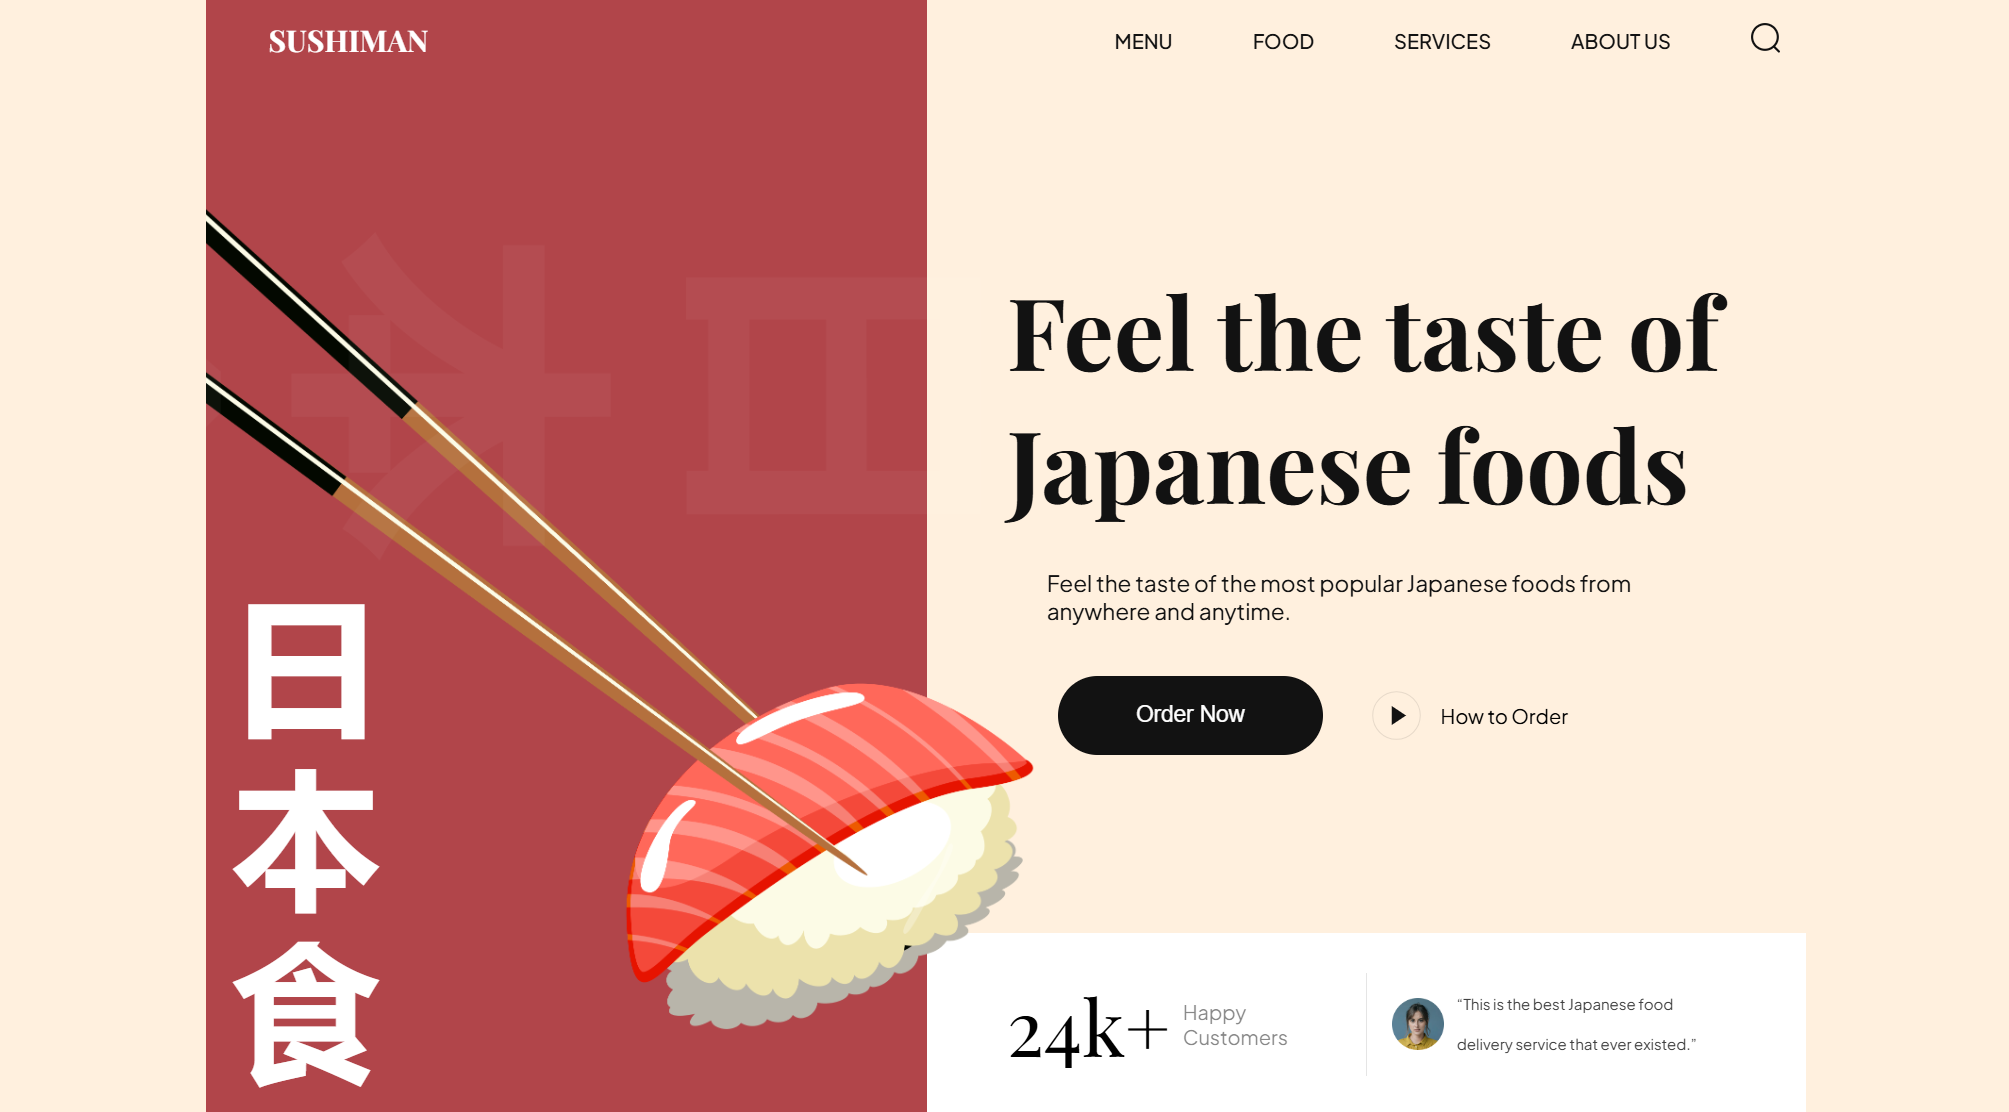 SUSHIMAN
MENU
FOOD
SERVICES
ABOUT US
Feel the taste of
Japanese foods
Feel the taste of the most popular Japanese foods from
anywhere and anytime.
Order Now
How to Order
日
本
食
24k+
Happy
Customers
“This is the best Japanese food
delivery service that ever existed.”